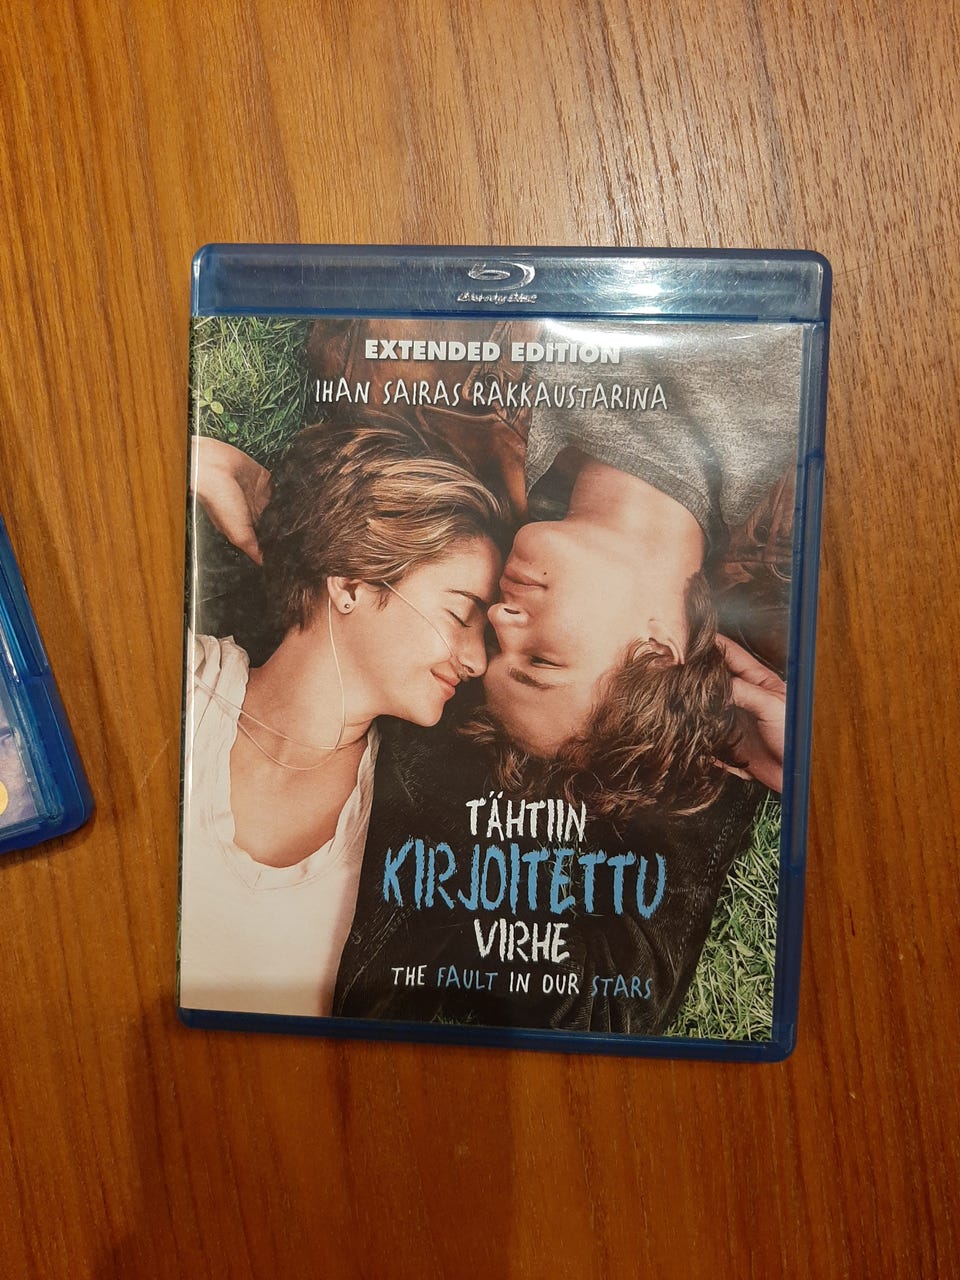 Blu-ray Disc
EXTENDED EDITION
IHAN SAIRAS RAKKAUSTARINA
TÄHTIIN
KIRJOITETTU
VIRHE
THE FAULT IN OUR STARS